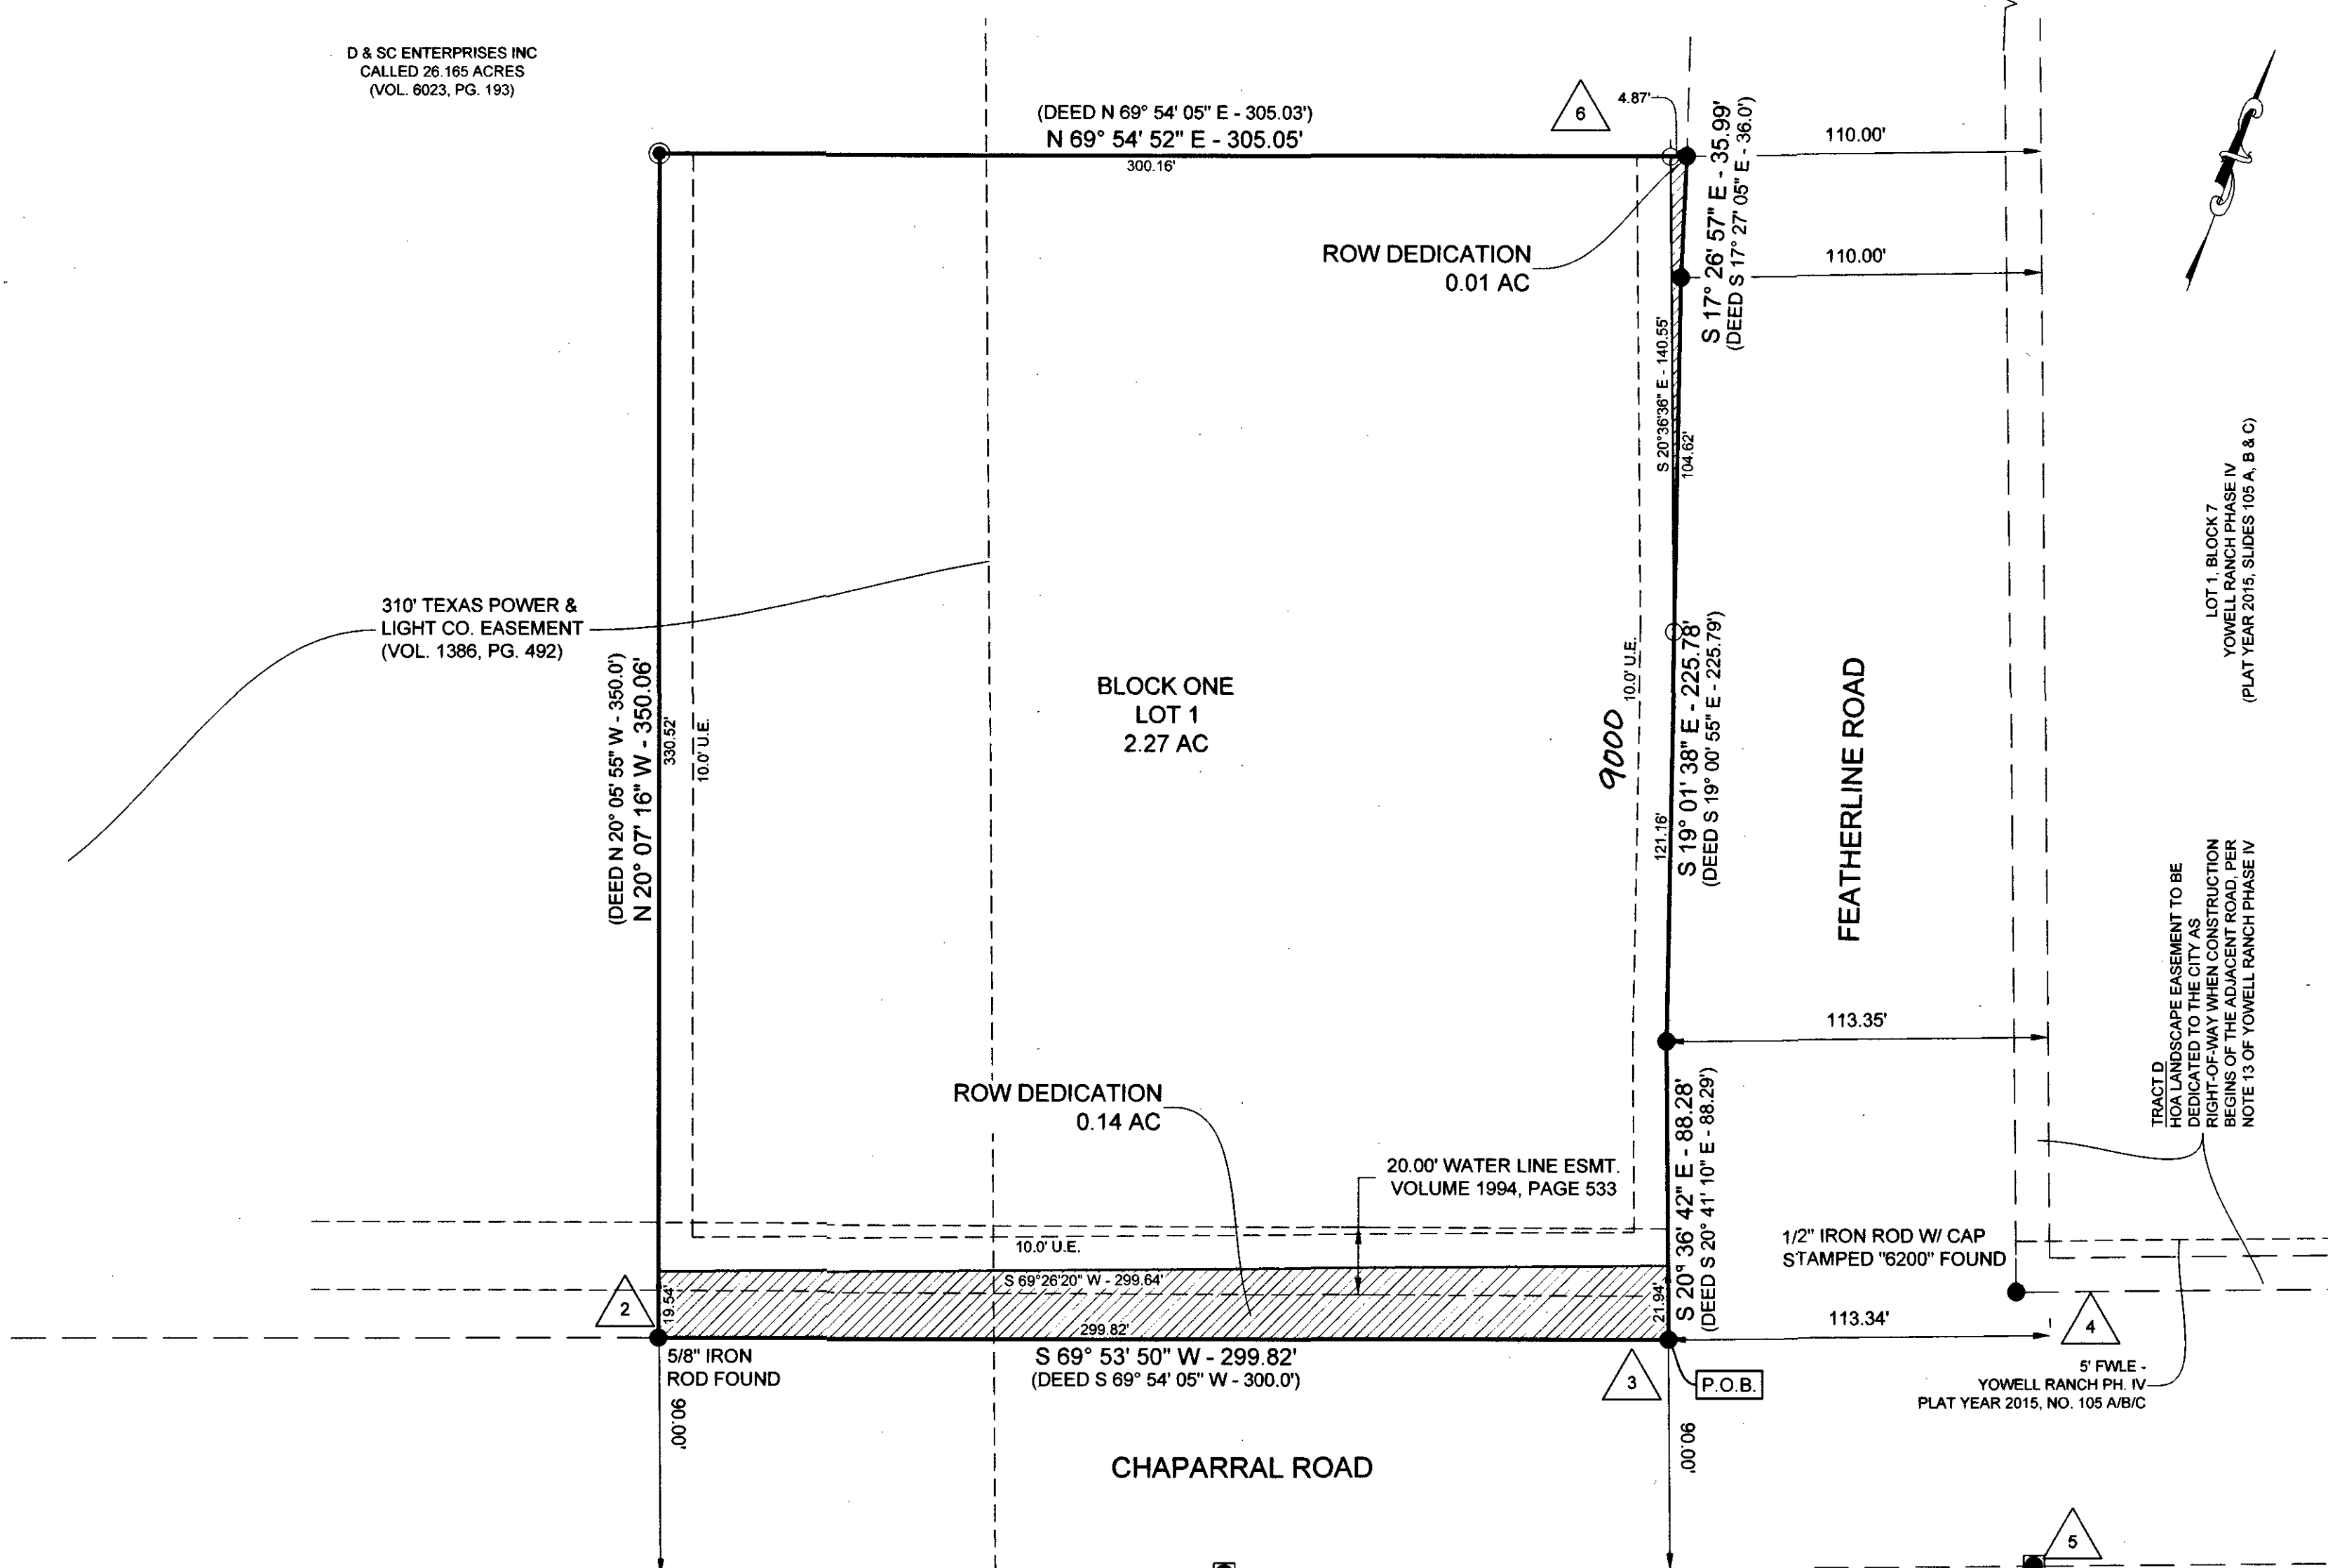 D & SC ENTERPRISES INC
CALLED 26.165 ACRES
(VOL. 6023, PG. 193)
(DEED N 69° 54' 05" E - 305.03')
N 69° 54' 52" E - 305.05'
300.16'
6
4.87'
S 17° 26' 57" E - 35.99'
(DEED S 17° 27' 05" E - 36.0')
110.00'
110.00'
ROW DEDICATION
0.01 AC
S 20°36'36" E - 140.55'
104.62'
310' TEXAS POWER &
LIGHT CO. EASEMENT
(VOL. 1386, PG. 492)
(DEED N 20° 05' 55" W - 350.0')
N 20° 07' 16" W - 350.06'
330.52'
10.0' U.E.
BLOCK ONE
LOT 1
2.27 AC
9000
10.0' U.E.
121.16'
S 19° 01' 38" E - 225.78'
(DEED S 19° 00' 55" E - 225.79')
FEATHERLINE ROAD
LOT 1, BLOCK 7
YOWELL RANCH PHASE IV
(PLAT YEAR 2015, SLIDES 105 A, B & C)
TRACT D
HOA LANDSCAPE EASEMENT TO BE
DEDICATED TO THE CITY AS
RIGHT-OF-WAY WHEN CONSTRUCTION
BEGINS OF THE ADJACENT ROAD, PER
NOTE 13 OF YOWELL RANCH PHASE IV
113.35'
ROW DEDICATION
0.14 AC
20.00' WATER LINE ESMT.
VOLUME 1994, PAGE 533
S 20° 36' 42" E - 88.28'
(DEED S 20° 41' 10" E - 88.29')
21.94'
1/2" IRON ROD W/ CAP
STAMPED "6200" FOUND
10.0' U.E.
S 69°26'20" W - 299.64'
2
19.54'
299.82'
113.34'
4
5/8" IRON
ROD FOUND
S 69° 53' 50" W - 299.82'
(DEED S 69° 54' 05" W - 300.0')
3
P.O.B.
5' FWLE -
YOWELL RANCH PH. IV
PLAT YEAR 2015, NO. 105 A/B/C
90.00'
90.00'
CHAPARRAL ROAD
5